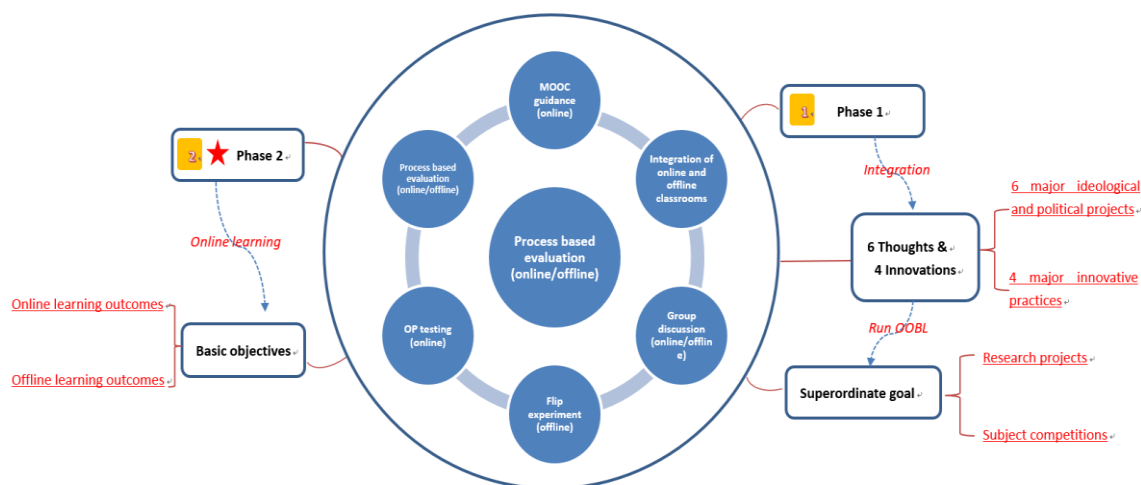 MOOC
guidance
(online)
1
Phase 1
2
Phase 2
Process based
evaluation
(online/offline)
Integration of
online and
offline
classrooms
Integration
6 major ideological
and political projects
Online learning
Process based
evaluation
(online/offline)
6 Thoughts &
4 Innovations
4 major innovative
practices
Online learning outcomes
Basic objectives
Offline learning outcomes
OP testing
(online)
Group
discussion
(online/offlin
e)
Run OOBL
Research projects
Superordinate goal
Subject competitions
Flip
experiment
(offline)